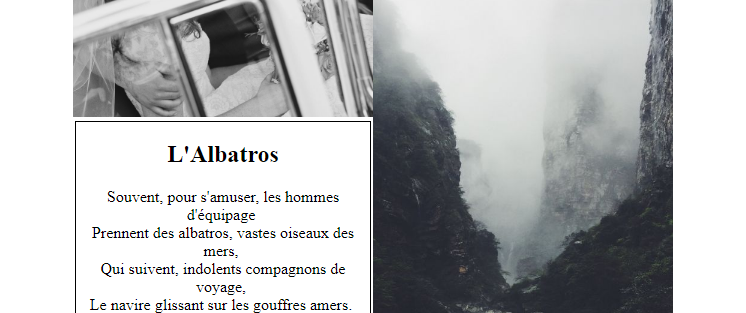 L'Albatros
Souvent, pour s'amuser, les hommes
d'équipage
Prennent des albatros, vastes oiseaux des
mers,
Qui suivent, indolents compagnons de
voyage,
Le navire glissant sur les gouffres amers.